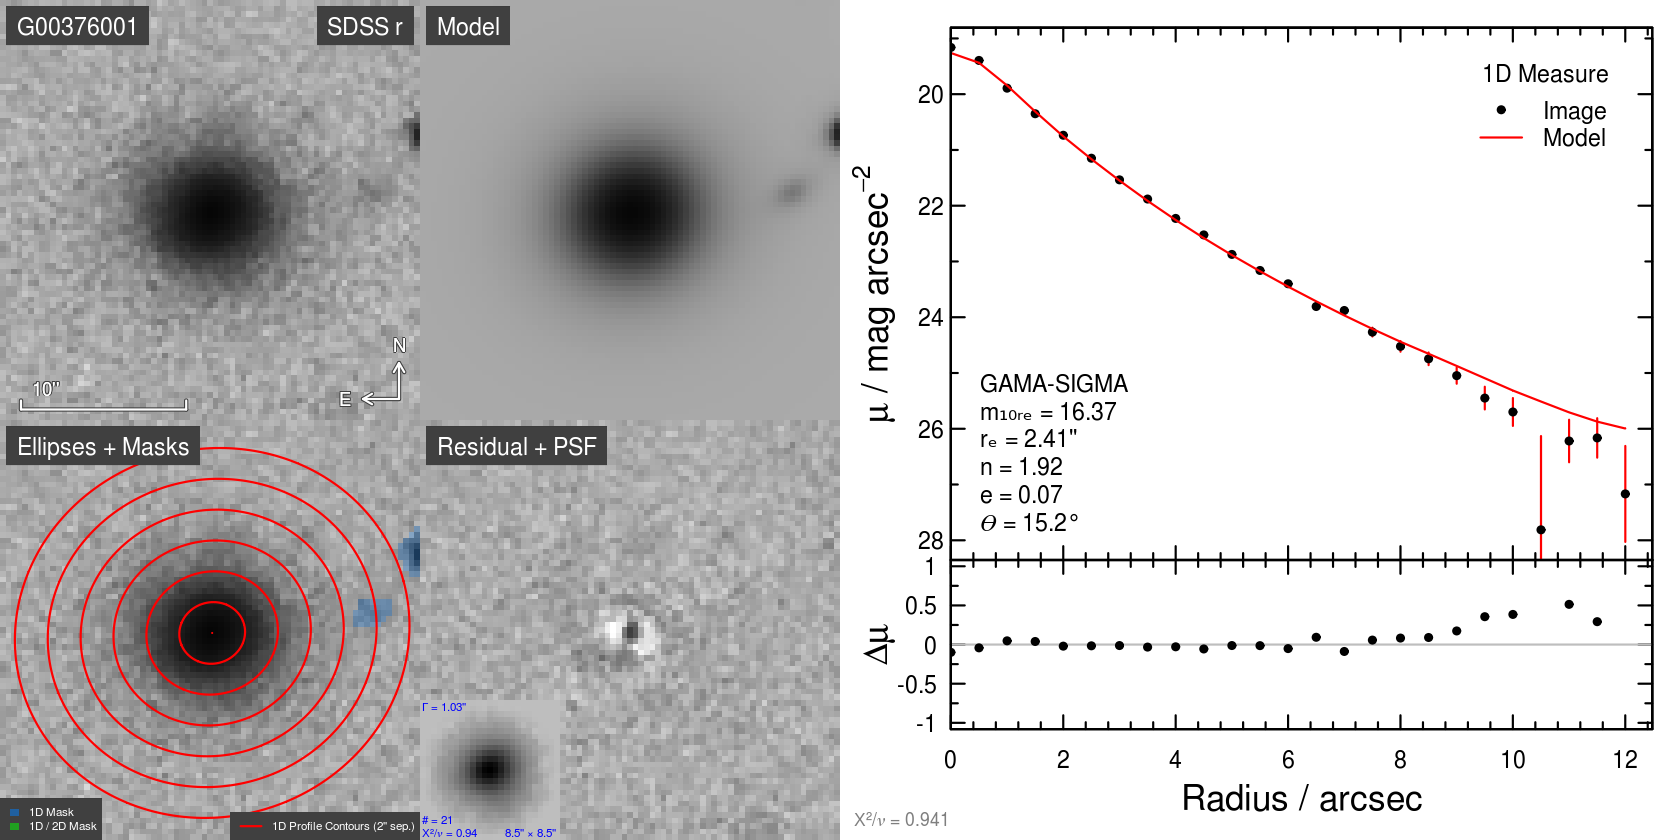 G00376001
SDSS r
Model
10"
N
E
Ellipses + Masks
Residual + PSF
1D Mask
1D / 2D Mask
1D Profile Contours (2" sep.)
Γ = 1.03"
# = 21
X²/ν = 0.94
8.5" × 8.5"
1D Measure
Image
Model
μ / mag arcsec⁻²
20
22
24
26
28
GAMA-SIGMA
m₁₀ᵣₑ = 16.37
rₑ = 2.41"
n = 1.92
e = 0.07
Θ = 15.2°
Δμ
1
0.5
0
-0.5
-1
0 2 4 6 8 10 12
Radius / arcsec
X²/ν = 0.941